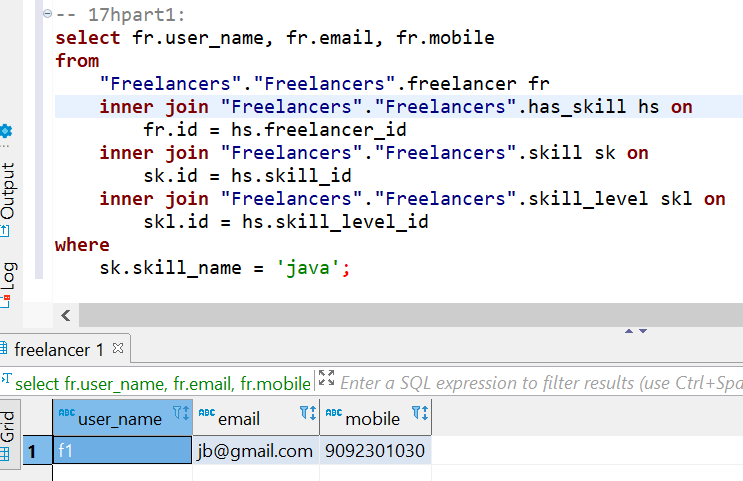 -- 17hpart1:
select fr.user_name, fr.email, fr.mobile
from
"Freelancers"."Freelancers".freelancer fr
inner join "Freelancers"."Freelancers".has_skill hs on
fr.id = hs.freelancer_id
inner join "Freelancers"."Freelancers".skill sk on
sk.id = hs.skill_id
inner join "Freelancers"."Freelancers".skill_level skl on
skl.id = hs.skill_level_id
where
sk.skill_name = 'java';
Output
Log
freelancer 1
select fr.user_name, fr.email, fr.mobile
Enter a SQL expression to filter results (use Ctrl+Spa
Grid
ABC user_name ABC email ABC mobile
1 f1 jb@gmail.com 9092301030